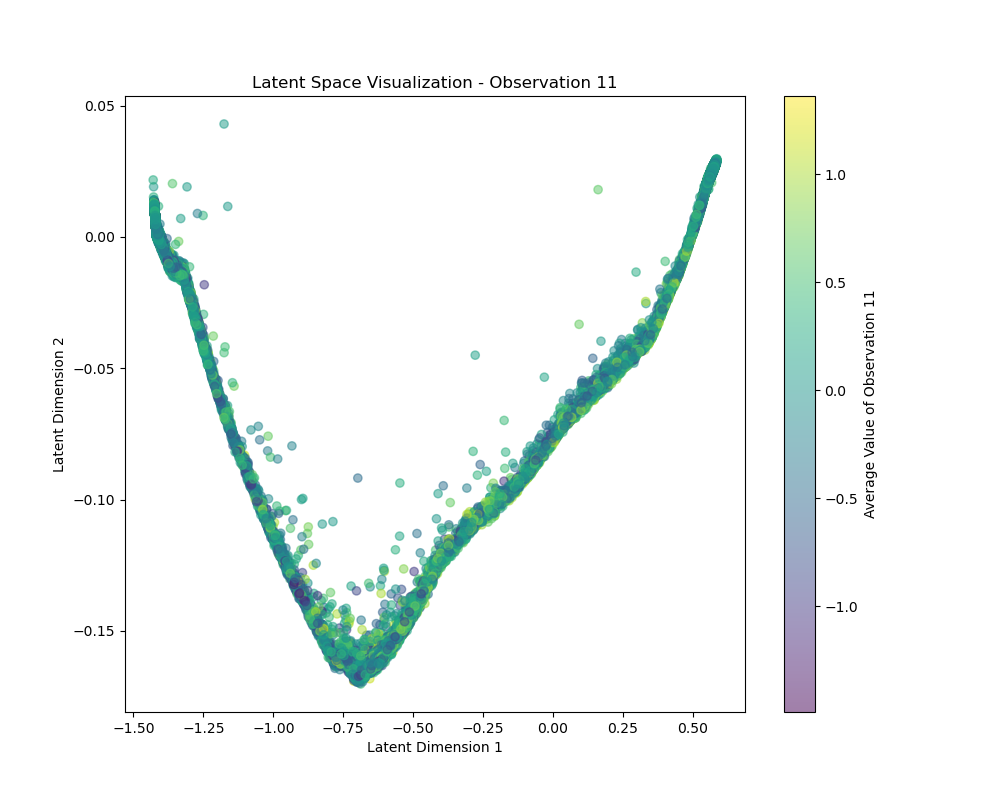 Latent Space Visualization - Observation 11
0.05
0.00
−0.05
−0.10
−0.15
Latent Dimension 2
−1.50 −1.25 −1.00 −0.75 −0.50 −0.25 0.00 0.25 0.50
Latent Dimension 1
1.0
0.5
0.0
−0.5
−1.0
Average Value of Observation 11